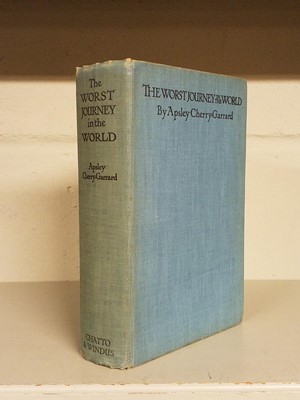 The
WORST
JOURNEY
in the
WORLD
Apsley
Cherry-Garrard
CHATTO
& WINDUS
THE WORST JOURNEY in the WORLD
By Apsley Cherry-Garrard